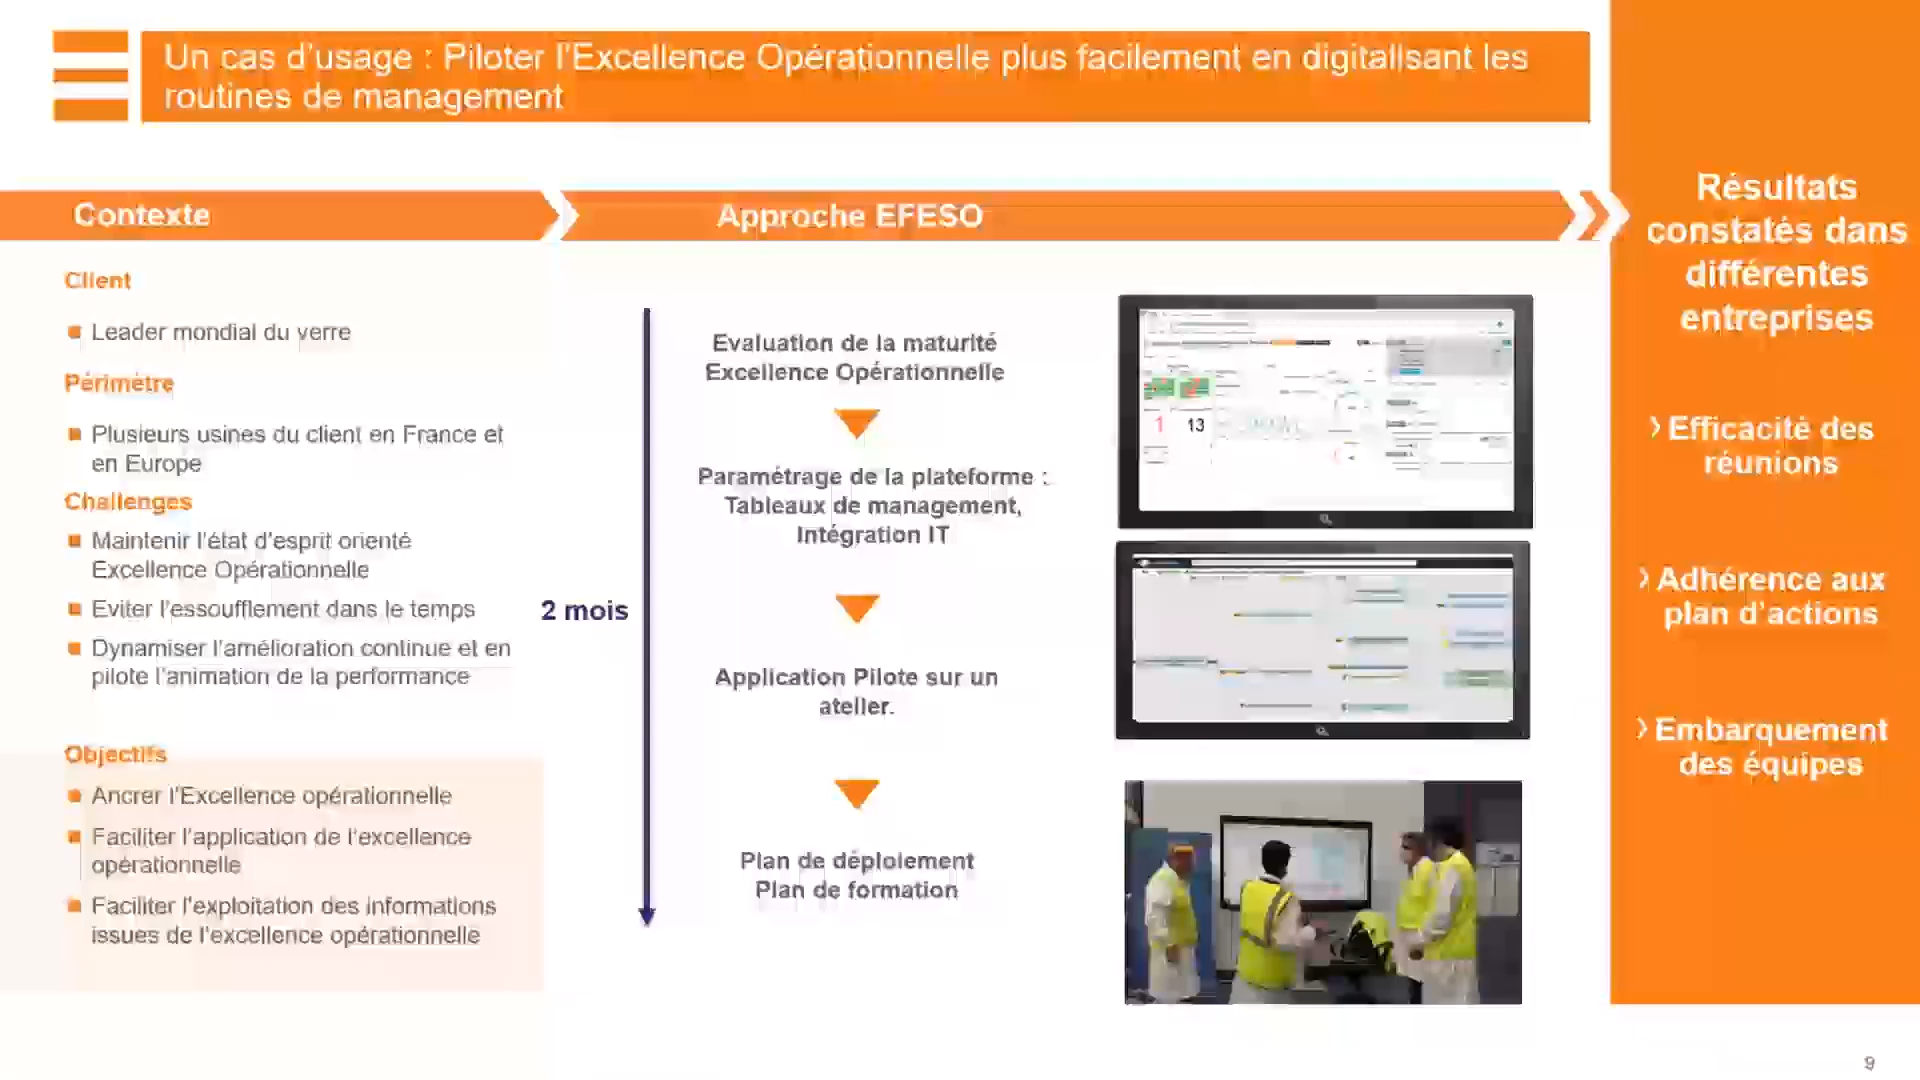 Un cas d'usage : Piloter l'Excellence Opérationnelle plus facilement en digitalisant les
routines de management
Contexte
Client
Leader mondial du verre
Périmètre
Plusieurs usines du client en France et
en Europe
Challenges
Maintenir l'état d'esprit orienté
Excellence Opérationnelle
Eviter l'essoufflement dans le temps
Dynamiser l'amélioration continue et en
pilote l'animation de la performance
Objectifs
Ancrer l'Excellence opérationnelle
Faciliter l'application de l'excellence
opérationnelle
Faciliter l'exploitation des informations
issues de l'excellence opérationnelle
Approche EFESO
2 mois
Evaluation de la maturité
Excellence Opérationnelle
Paramétrage de la plateforme :
Tableaux de management,
Intégration IT
Application Pilote sur un
atelier.
Plan de déploiement
Plan de formation
1 13
Résultats
constatés dans
différentes
entreprises
Efficacité des
réunions
Adhérence aux
plan d'actions
Embarquement
des équipes
9